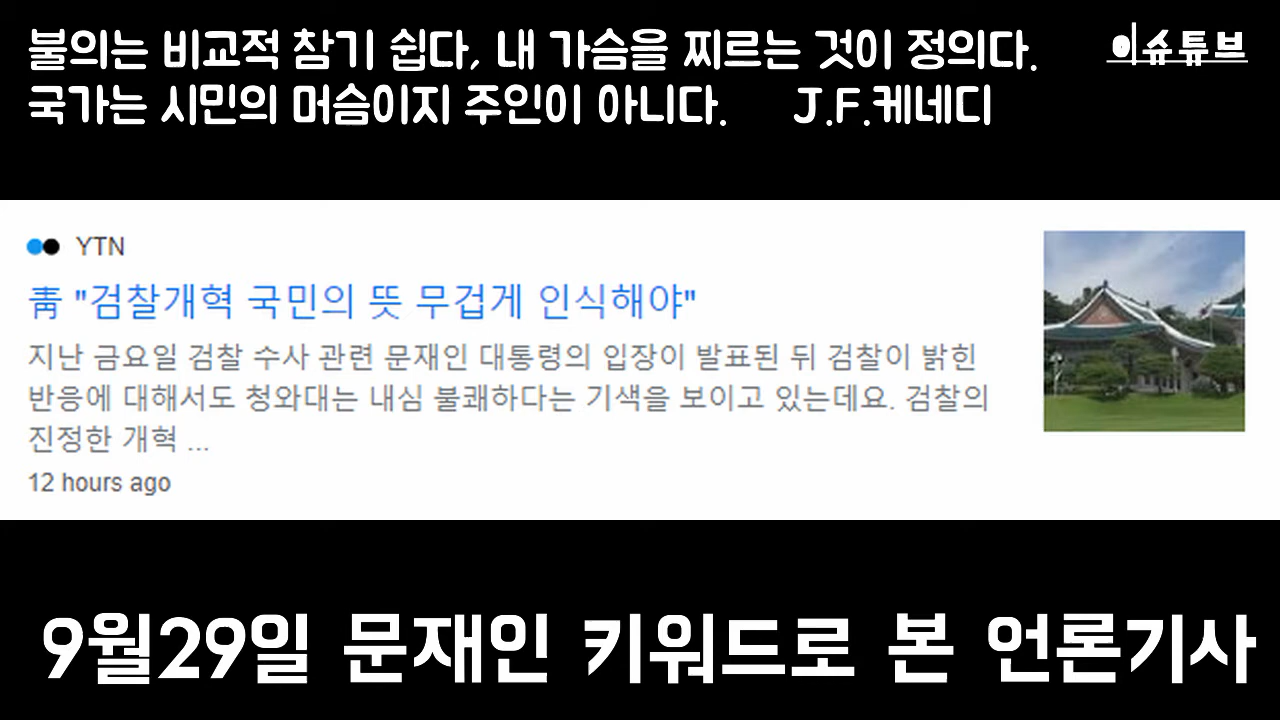 불의는 비교적 참기 쉽다, 내 가슴을 찌르는 것이 정의다.
이슈튜브
국가는 시민의 머슴이지 주인이 아니다. J.F.케네디
YTN
靑 "검찰개혁 국민의 뜻 무겁게 인식해야"
지난 금요일 검찰 수사 관련 문재인 대통령의 입장이 발표된 뒤 검찰이 밝힌
반응에 대해서도 청와대는 내심 불쾌하다는 기색을 보이고 있는데요. 검찰의
진정한 개혁 ...
12 hours ago
9월29일 문재인 키워드로 본 언론기사